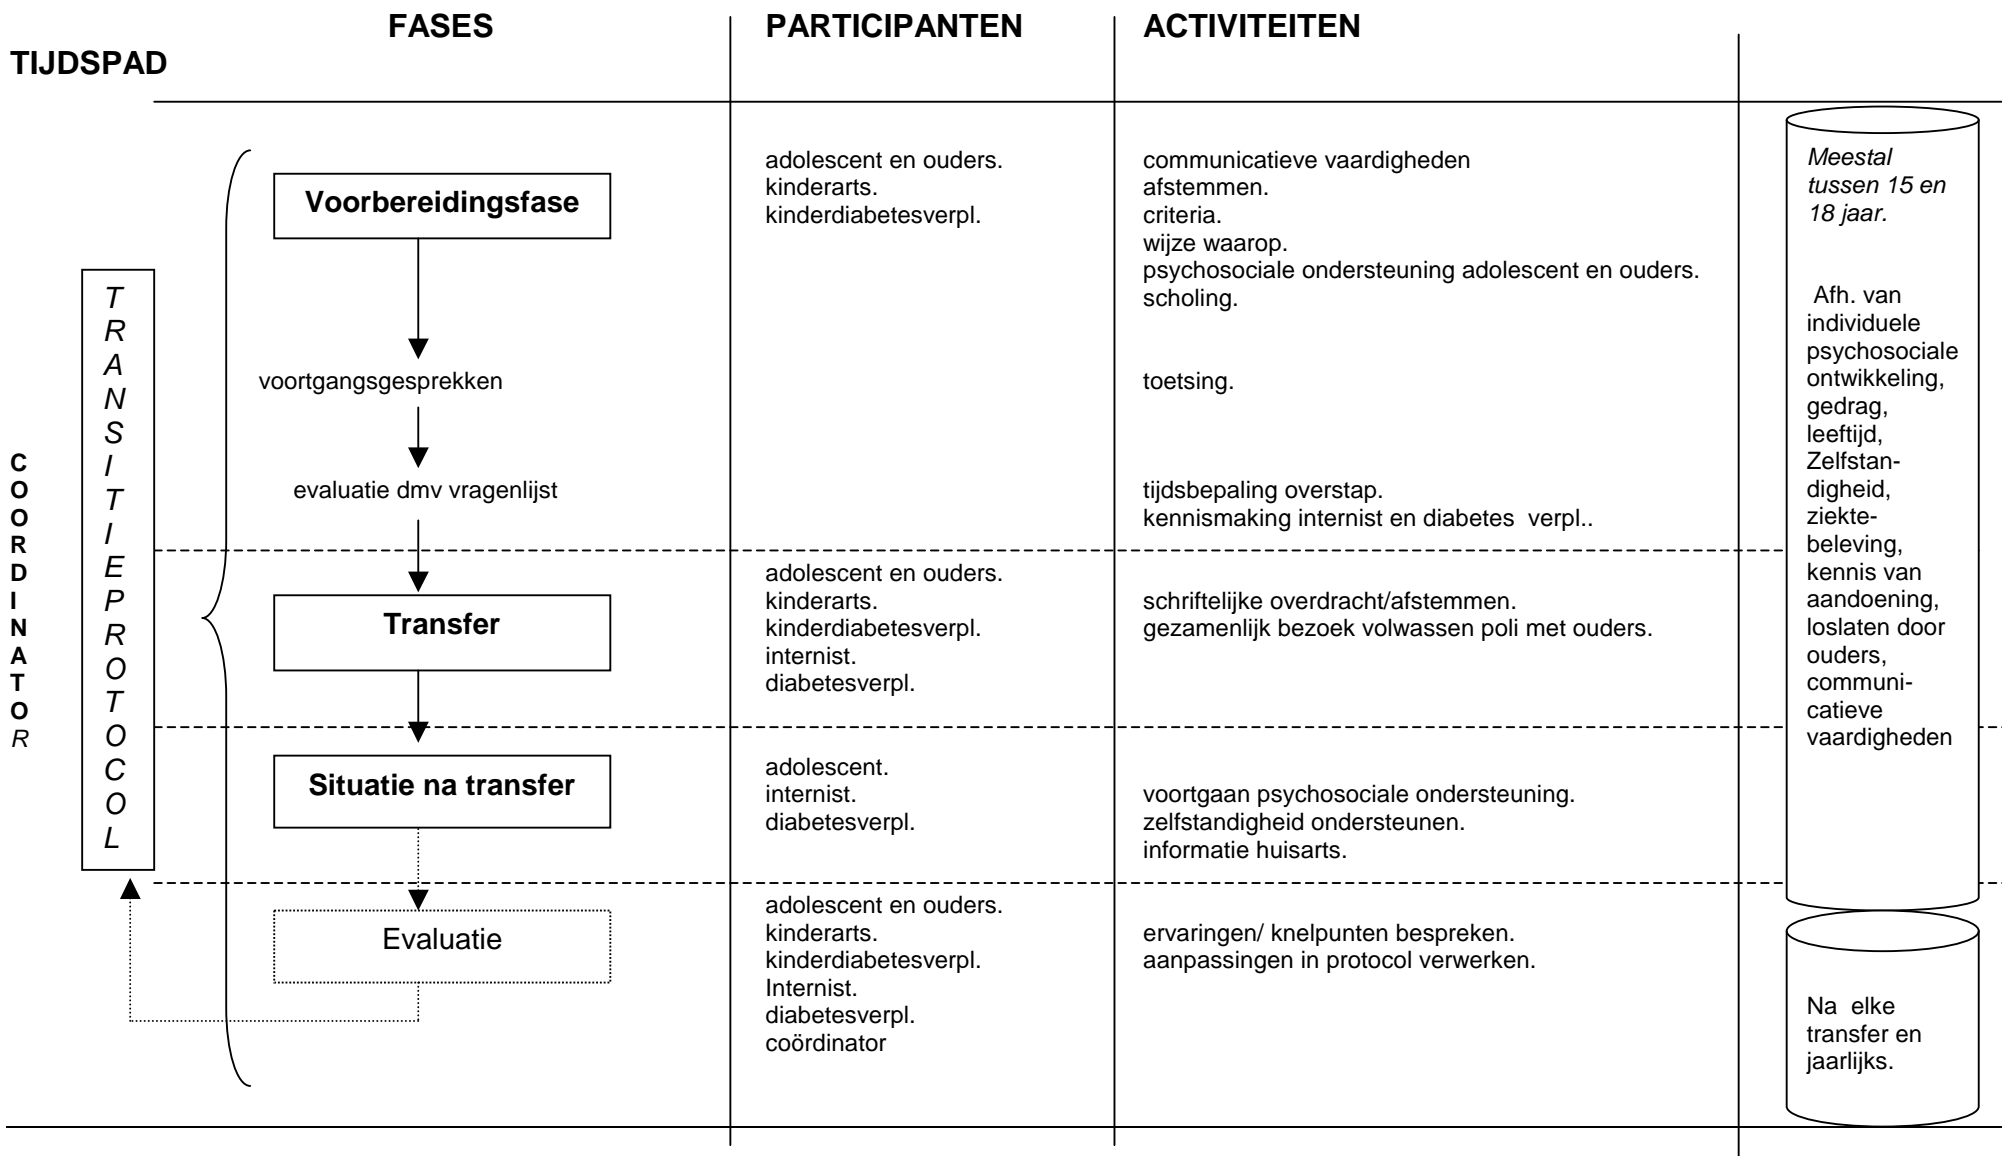 FASES
PARTICIPANTEN
ACTIVITEITEN
TIJDSPAD
COORDINATOR
TRANSITIEPROTOCOL
Voorbereidingsfase
adolescent en ouders.
kinderarts.
kinderdiabetesverpl.
communicatieve vaardigheden
afstemmen.
criteria.
wijze waarop.
psychosociale ondersteuning adolescent en ouders.
scholing.
voortgangsgesprekken
toetsing.
evaluatie dmv vragenlijst
tijdsbepaling overstap.
kennismaking internist en diabetes verpl..
Transfer
adolescent en ouders.
kinderarts.
kinderdiabetesverpl.
internist.
diabetesverpl.
schriftelijke overdracht/afstemmen.
gezamenlijk bezoek volwassen poli met ouders.
Situatie na transfer
adolescent.
internist.
diabetesverpl.
voortgaan psychosociale ondersteuning.
zelfstandigheid ondersteunen.
informatie huisarts.
Evaluatie
adolescent en ouders.
kinderarts.
kinderdiabetesverpl.
Internist.
diabetesverpl.
coördinator
ervaringen/ knelpunten bespreken.
aanpassingen in protocol verwerken.
Meestal
tussen 15 en
18 jaar.
Afh. van
individuele
psychosociale
ontwikkeling,
gedrag,
leeftijd,
Zelfstan-
digheid,
ziekte-
beleving,
kennis van
aandoening,
loslaten door
ouders,
communi-
catieve
vaardigheden
Na elke
transfer en
jaarlijks.